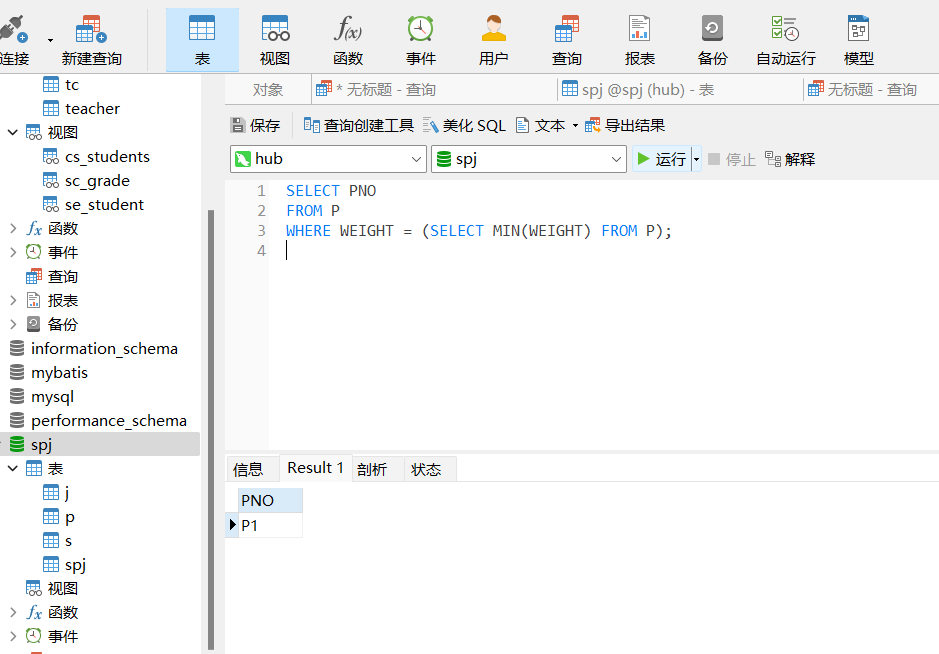 连接
新建查询
表
视图
f(x)
函数
事件
用户
查询
报表
备份
自动运行
模型
tc
teacher
视图
cs_students
sc_grade
se_student
fx 函数
事件
查询
报表
备份
information_schema
mybatis
mysql
performance_schema
spj
表
j
p
s
spj
视图
fx 函数
事件
对象
* 无标题 - 查询
spj @spj (hub) - 表
无标题 - 查询
保存
查询创建工具
美化 SQL
文本
导出结果
hub
spj
运行
停止
解释
1 SELECT PNO
2 FROM P
3 WHERE WEIGHT = (SELECT MIN(WEIGHT) FROM P);
4
信息
Result 1
剖析
状态
PNO
P1